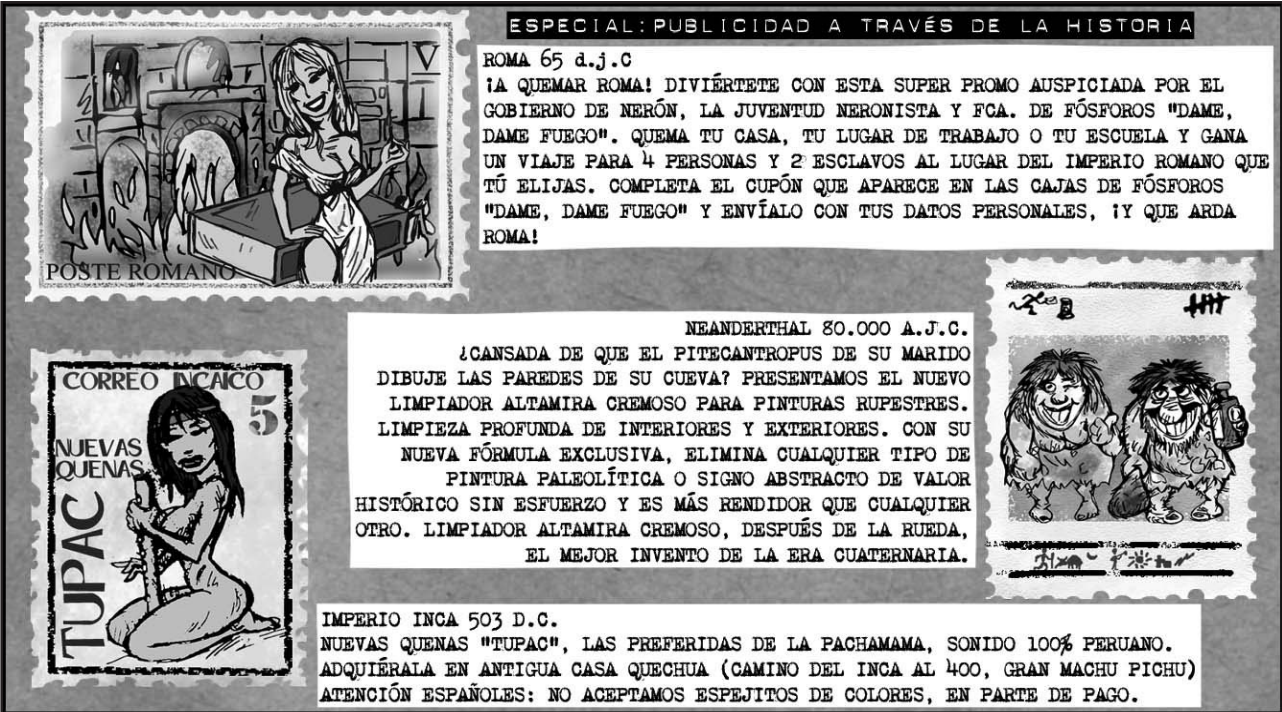 ESPECIAL:PUBLICIDAD A TRAVÉS DE LA HISTORIA
ROMA 65 d.j.C
¡A QUEMAR ROMA! DIVIÉRTETE CON ESTA SUPER PROMO AUSPICIADA POR EL
GOBIERNO DE NERÓN, LA JUVENTUD NERONISTA Y FCA. DE FÓSFOROS "DAME,
DAME FUEGO". QUEMA TU CASA, TU LUGAR DE TRABAJO O TU ESCUELA Y GANA
UN VIAJE PARA 4 PERSONAS Y 2 ESCLAVOS AL LUGAR DEL IMPERIO ROMANO QUE
TÚ ELIJAS. COMPLETA EL CUPÓN QUE APARECE EN LAS CAJAS DE FÓSFOROS
"DAME, DAME FUEGO" Y ENVÍALO CON TUS DATOS PERSONALES, ¡Y QUE ARDA
ROMA!
V
POSTE ROMANO
NEANDERTHAL 80.000 A.J.C.
¿CANSADA DE QUE EL PITECANTROPUS DE SU MARIDO
DIBUJE LAS PAREDES DE SU CUEVA? PRESENTAMOS EL NUEVO
LIMPIADOR ALTAMIRA CREMOSO PARA PINTURAS RUPESTRES.
LIMPIEZA PROFUNDA DE INTERIORES Y EXTERIORES. CON SU
NUEVA FÓRMULA EXCLUSIVA, ELIMINA CUALQUIER TIPO DE
PINTURA PALEOLÍTICA O SIGNO ABSTRACTO DE VALOR
HISTÓRICO SIN ESFUERZO Y ES MÁS RENDIDOR QUE CUALQUIER
OTRO. LIMPIADOR ALTAMIRA CREMOSO, DESPUÉS DE LA RUEDA,
EL MEJOR INVENTO DE LA ERA CUATERNARIA.
CORREO INCAICO
5
NUEVAS
QUENAS
TUPAC
IMPERIO INCA 503 D.C.
NUEVAS QUENAS "TUPAC", LAS PREFERIDAS DE LA PACHAMAMA, SONIDO 100% PERUANO.
ADQUIÉRALA EN ANTIGUA CASA QUECHUA (CAMINO DEL INCA AL 400, GRAN MACHU PICHU)
ATENCIÓN ESPAÑOLES: NO ACEPTAMOS ESPEJITOS DE COLORES, EN PARTE DE PAGO.